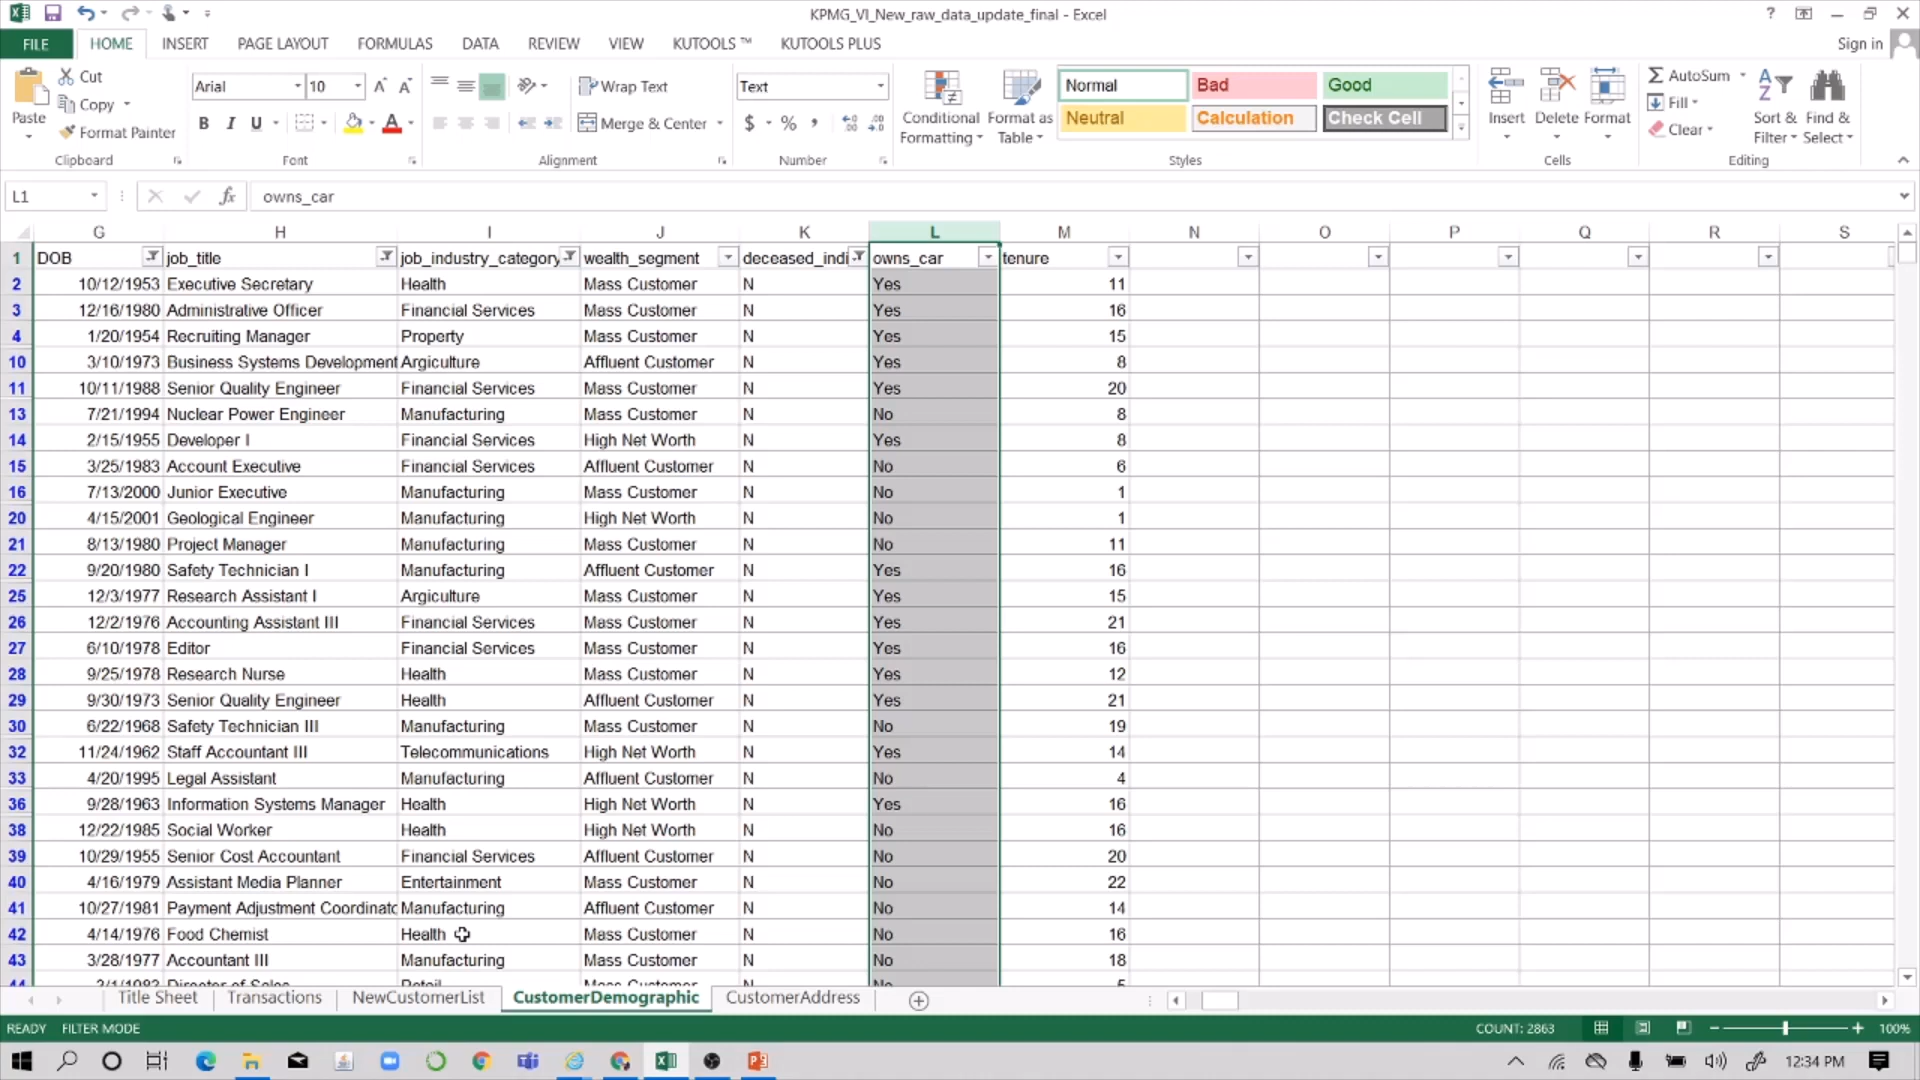 KPMG_VI_New_raw_data_update_final - Excel
FILE HOME INSERT PAGE LAYOUT FORMULAS DATA REVIEW VIEW KUTOOLS ™ KUTOOLS PLUS Sign in
Paste Cut Copy Format Painter Clipboard
Arial 10 B I U Font
Wrap Text Merge & Center Alignment
Text $ % , Number
Conditional Formatting Format as Table
Normal Bad Good
Neutral Calculation Check Cell
Styles
Insert Delete Format Cells
AutoSum Fill Clear Sort & Filter Find & Select Editing
L1 fx owns_car
G H I J K L M N O P Q R S
1 DOB job_title job_industry_category wealth_segment deceased_indi owns_car tenure
2 10/12/1953 Executive Secretary Health Mass Customer N Yes 11
3 12/16/1980 Administrative Officer Financial Services Mass Customer N Yes 16
4 1/20/1954 Recruiting Manager Property Mass Customer N Yes 15
10 3/10/1973 Business Systems Development Argiculture Affluent Customer N Yes 8
11 10/11/1988 Senior Quality Engineer Financial Services Mass Customer N Yes 20
13 7/21/1994 Nuclear Power Engineer Manufacturing Mass Customer N No 8
14 2/15/1955 Developer I Financial Services High Net Worth N Yes 8
15 3/25/1983 Account Executive Financial Services Affluent Customer N No 6
16 7/13/2000 Junior Executive Manufacturing Mass Customer N No 1
20 4/15/2001 Geological Engineer Manufacturing High Net Worth N No 1
21 8/13/1980 Project Manager Manufacturing Mass Customer N No 11
22 9/20/1980 Safety Technician I Manufacturing Affluent Customer N Yes 16
25 12/3/1977 Research Assistant I Argiculture Mass Customer N Yes 15
26 12/2/1976 Accounting Assistant III Financial Services Mass Customer N Yes 21
27 6/10/1978 Editor Financial Services Mass Customer N Yes 16
28 9/25/1978 Research Nurse Health Mass Customer N Yes 12
29 9/30/1973 Senior Quality Engineer Health Affluent Customer N Yes 21
30 6/22/1968 Safety Technician III Manufacturing Mass Customer N No 19
32 11/24/1962 Staff Accountant III Telecommunications High Net Worth N Yes 14
33 4/20/1995 Legal Assistant Manufacturing Affluent Customer N No 4
36 9/28/1963 Information Systems Manager Health High Net Worth N Yes 16
38 12/22/1985 Social Worker Health High Net Worth N No 16
39 10/29/1955 Senior Cost Accountant Financial Services Affluent Customer N No 20
40 4/16/1979 Assistant Media Planner Entertainment Mass Customer N No 22
41 10/27/1981 Payment Adjustment Coordinatc Manufacturing Affluent Customer N No 14
42 4/14/1976 Food Chemist Health Mass Customer N No 16
43 3/28/1977 Accountant III Manufacturing Mass Customer N No 18
Title Sheet Transactions NewCustomerList CustomerDemographic CustomerAddress
READY FILTER MODE COUNT: 2863 100%
12:34 PM